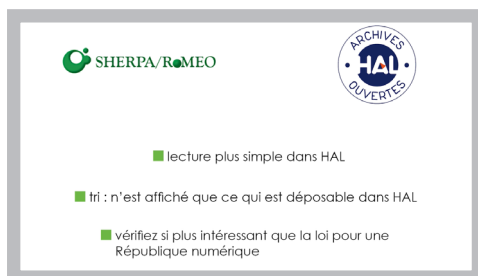 SHERPA/RoMEO
ARCHIVES
HAL
OUVERTES
lecture plus simple dans HAL
tri : n'est affiché que ce qui est déposable dans HAL
vérifiez si plus intéressant que la loi pour une
République numérique